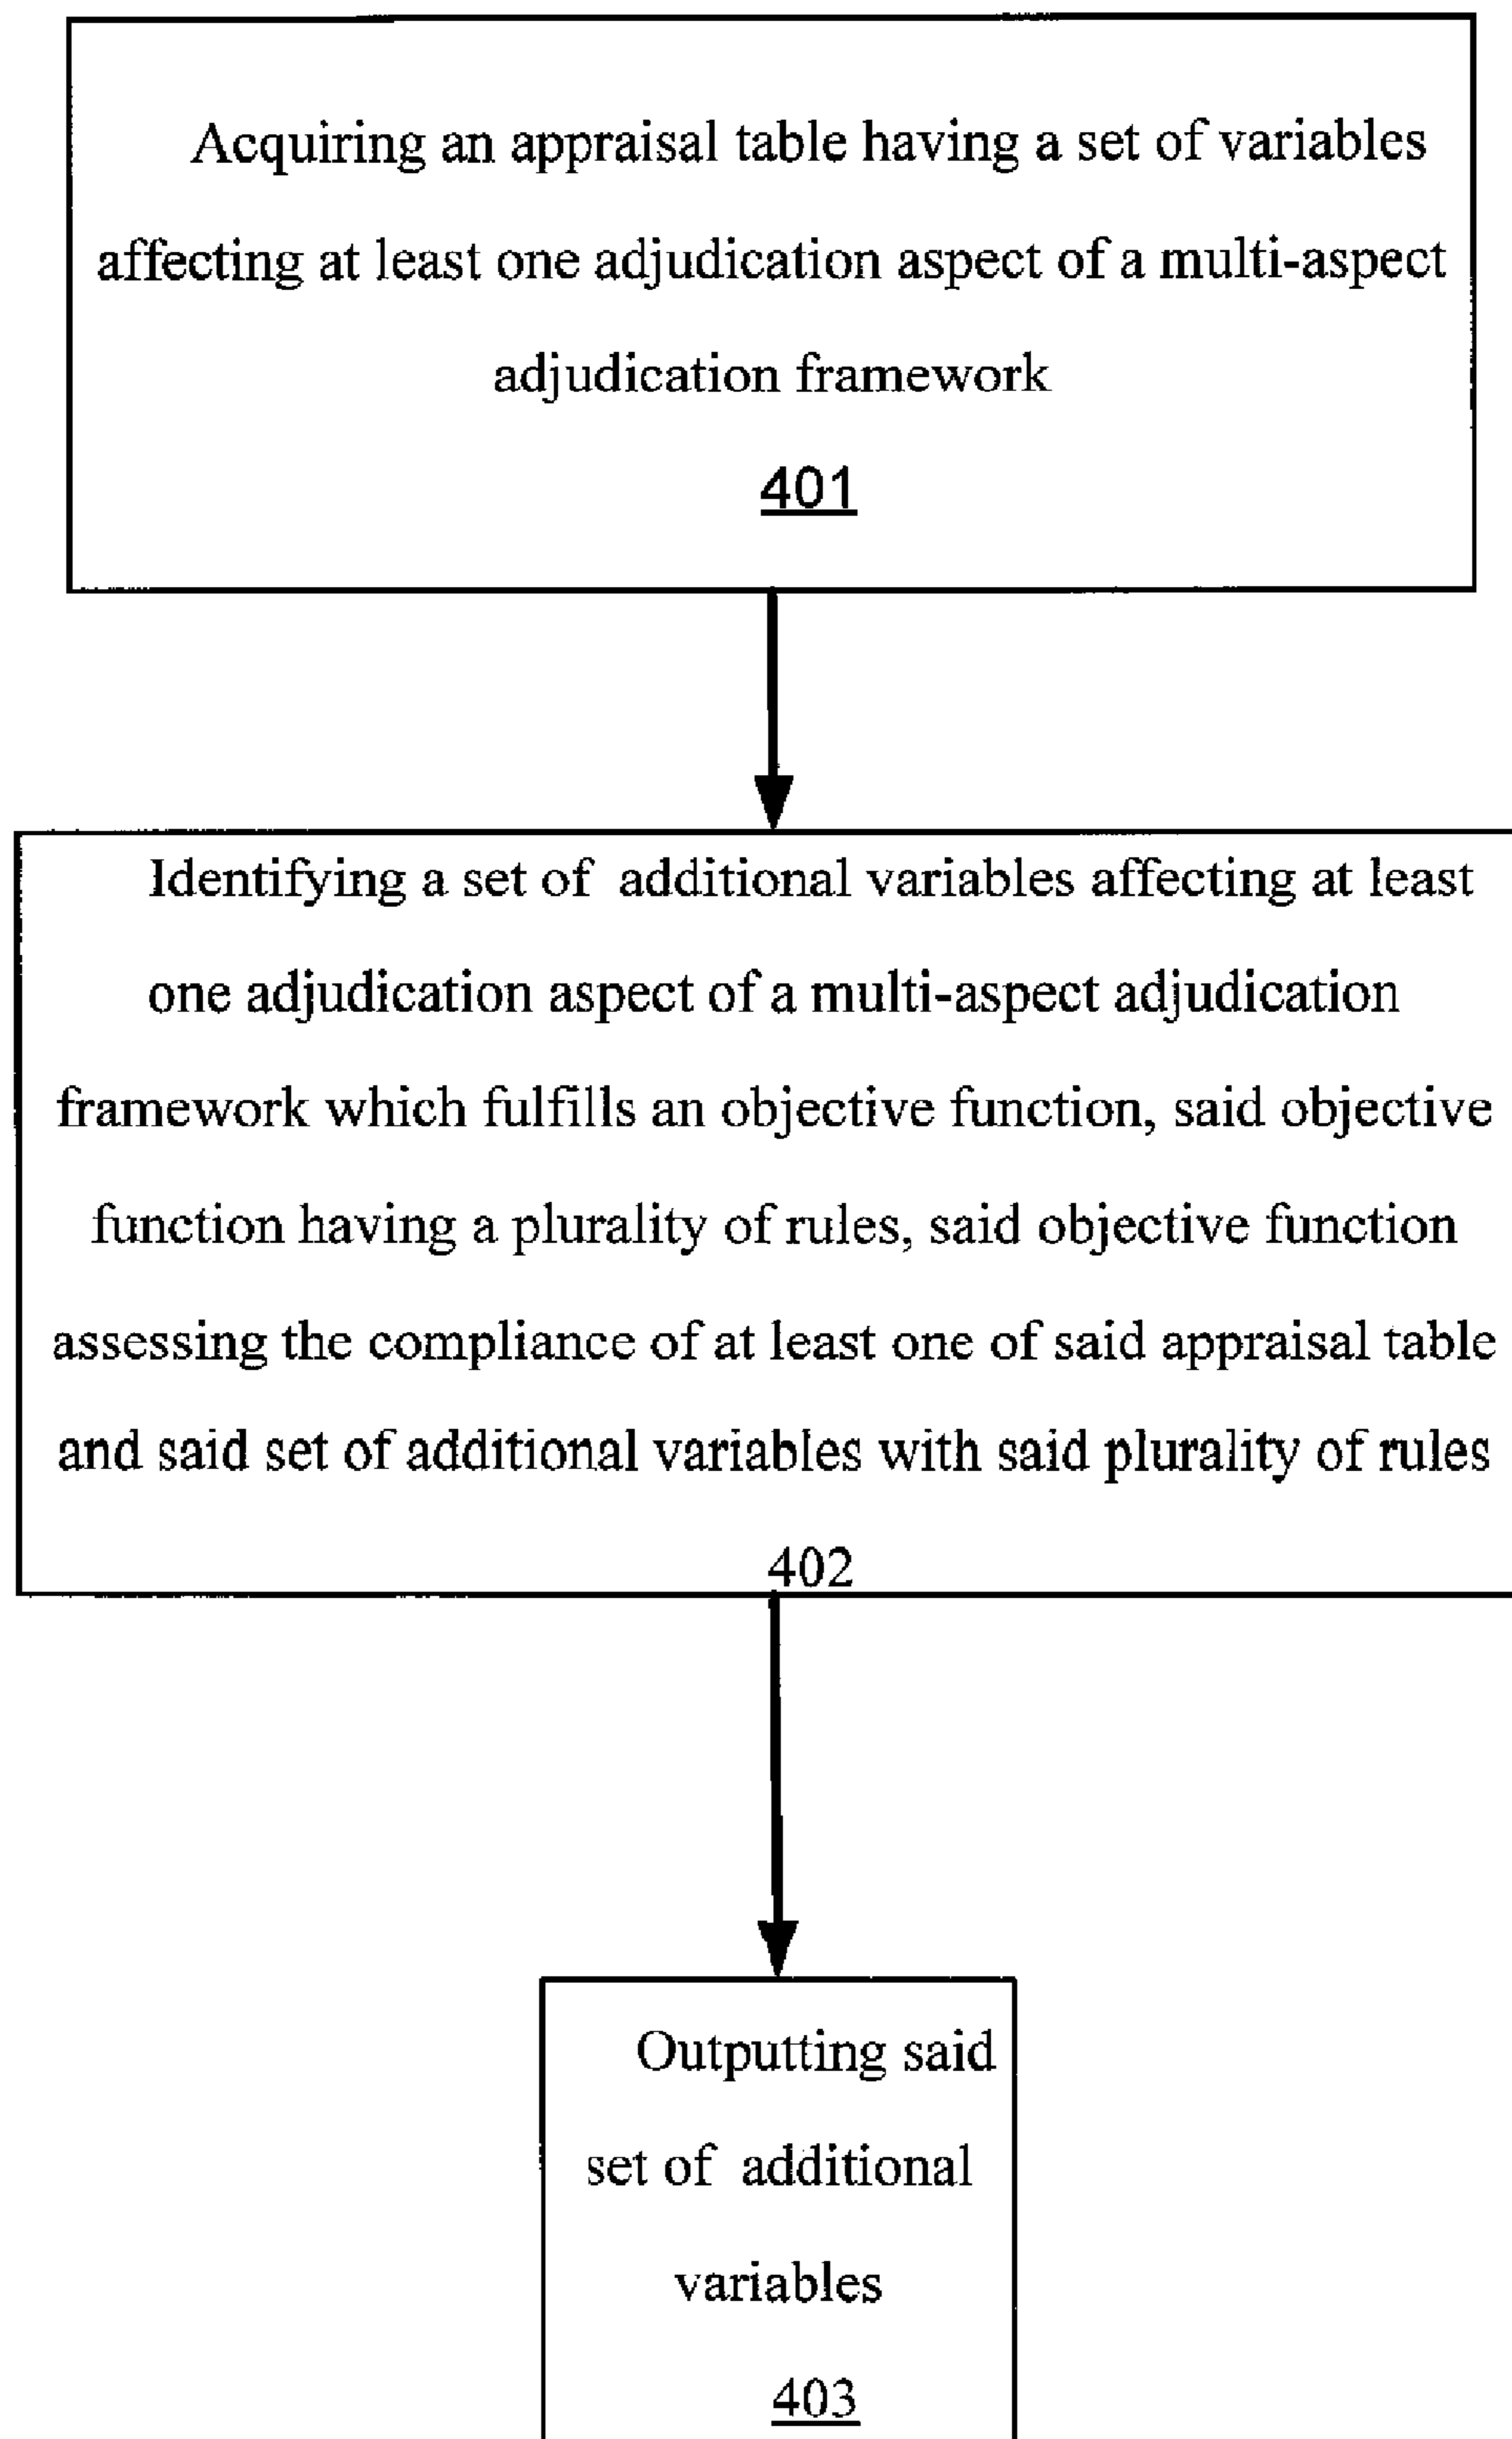 Acquiring an appraisal table having a set of variables
affecting at least one adjudication aspect of a multi-aspect
adjudication framework
401
Identifying a set of additional variables affecting at least
one adjudication aspect of a multi-aspect adjudication
framework which fulfills an objective function, said objective
function having a plurality of rules, said objective function
assessing the compliance of at least one of said appraisal table
and said set of additional variables with said plurality of rules
402
Outputting said
set of additional
variables
403